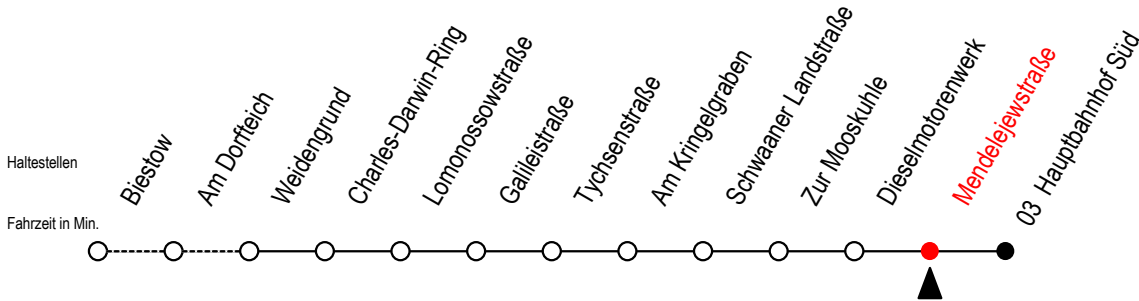 Haltestellen
Biestow
Am Dorfteich
Weidengrund
Charles-Darwin-Ring
Lomonossowstraße
Galileistraße
Tychsenstraße
Am Kringelgraben
Schwaaner Landstraße
Zur Mooskuhle
Dieselmotorenwerk
Mendelejewstraße
03 Hauptbahnhof Süd
Fahrzeit in Min.